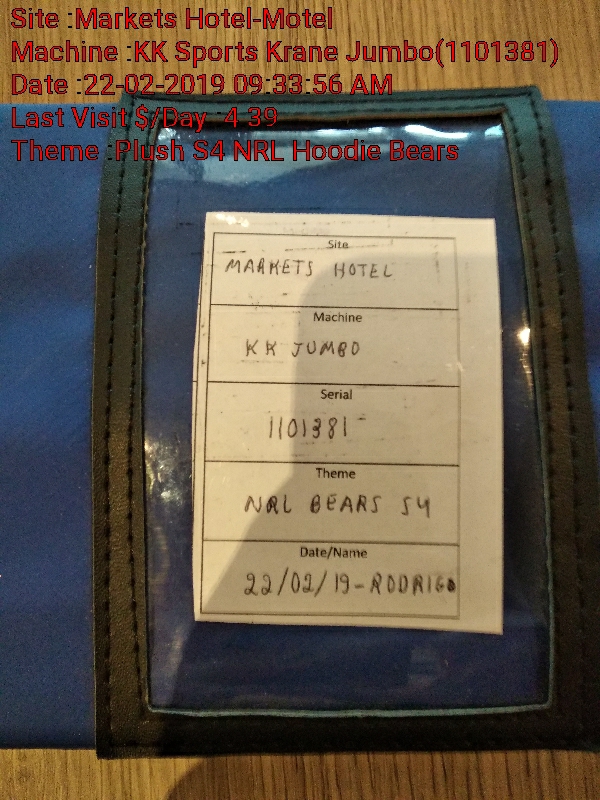 Site :Markets Hotel-Motel
Machine :KK Sports Krane Jumbo(1101381)
Date :22-02-2019 09:33:56 AM
Last Visit $/Day :4.39
Theme :Plush S4 NRL Hoodie Bears
Site
MARKETS HOTEL
Machine
KK JUMBO
Serial
1101381
Theme
NRL BEARS S4
Date/Name
22/02/19-RODRIGO